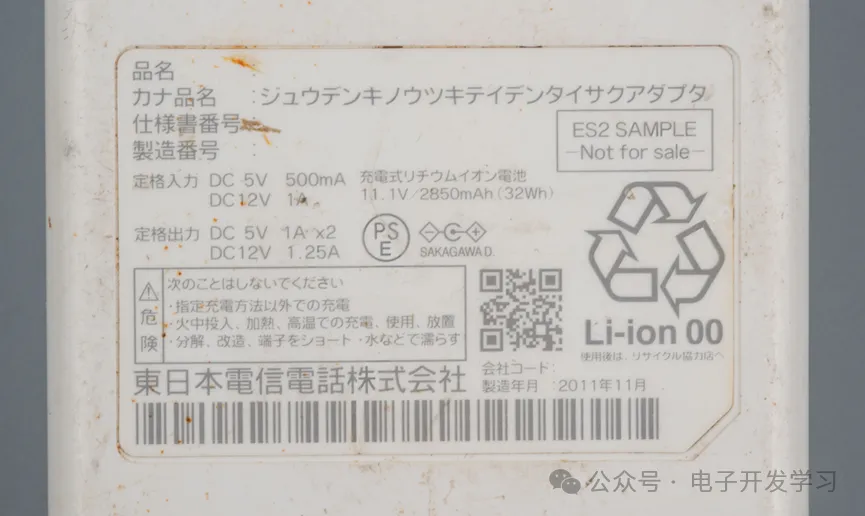 品名
カナ品名 :ジュウデンキノウツキテイデンタイサクアダプタ
仕様書番号
製造番号
ES2 SAMPLE
−Not for sale−
定格入力 DC 5V 500mA
DC12V 1A
充電式リチウムイオン電池
11.1V/2850mAh(32Wh)
定格出力 DC 5V 1A x2
DC12V 1.25A
PS
E
SAKAGAWA D.
危険
次のことはしないでください
・指定充電方法以外での充電
・火中投入、加熱、高温での充電、使用、放置
・分解、改造、端子をショート・水などで濡らす
Li-ion 00
使用後は、リサイクル協力店へ
東日本電信電話株式会社
会社コード:
製造年月 :2011年11月
公众号 · 电子开发学习